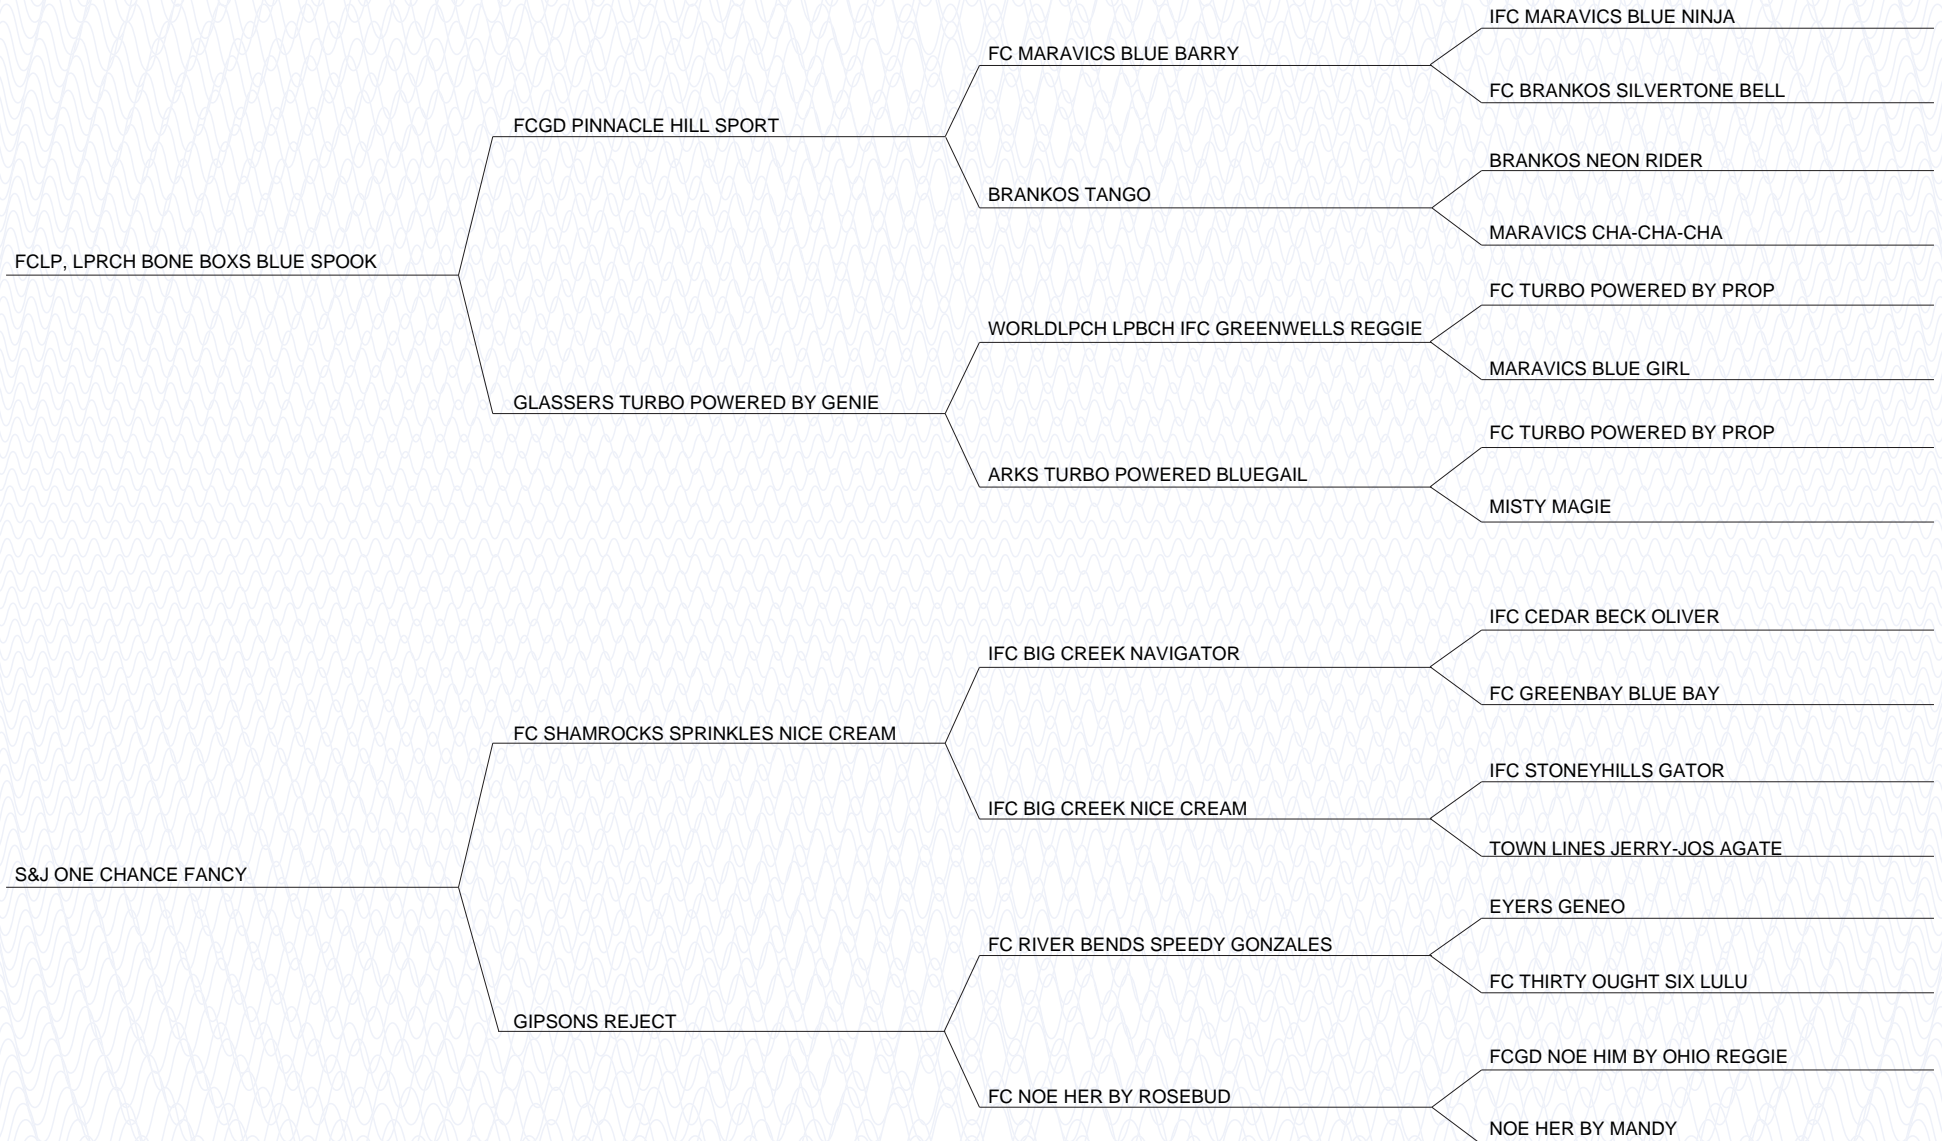 IFC MARAVICS BLUE NINJA
FC MARAVICS BLUE BARRY
FC BRANKOS SILVERTONE BELL
FCGD PINNACLE HILL SPORT
BRANKOS NEON RIDER
BRANKOS TANGO
MARAVICS CHA-CHA-CHA
FCLP, LPRCH BONE BOXS BLUE SPOOK
FC TURBO POWERED BY PROP
WORLDLPCH LPBCH IFC GREENWELLS REGGIE
MARAVICS BLUE GIRL
GLASSERS TURBO POWERED BY GENIE
FC TURBO POWERED BY PROP
ARKS TURBO POWERED BLUEGAIL
MISTY MAGIE
IFC CEDAR BECK OLIVER
IFC BIG CREEK NAVIGATOR
FC GREENBAY BLUE BAY
FC SHAMROCKS SPRINKLES NICE CREAM
IFC STONEYHILLS GATOR
IFC BIG CREEK NICE CREAM
TOWN LINES JERRY-JOS AGATE
S&J ONE CHANCE FANCY
EYERS GENEO
FC RIVER BENDS SPEEDY GONZALES
FC THIRTY OUGHT SIX LULU
GIPSONS REJECT
FCGD NOE HIM BY OHIO REGGIE
FC NOE HER BY ROSEBUD
NOE HER BY MANDY